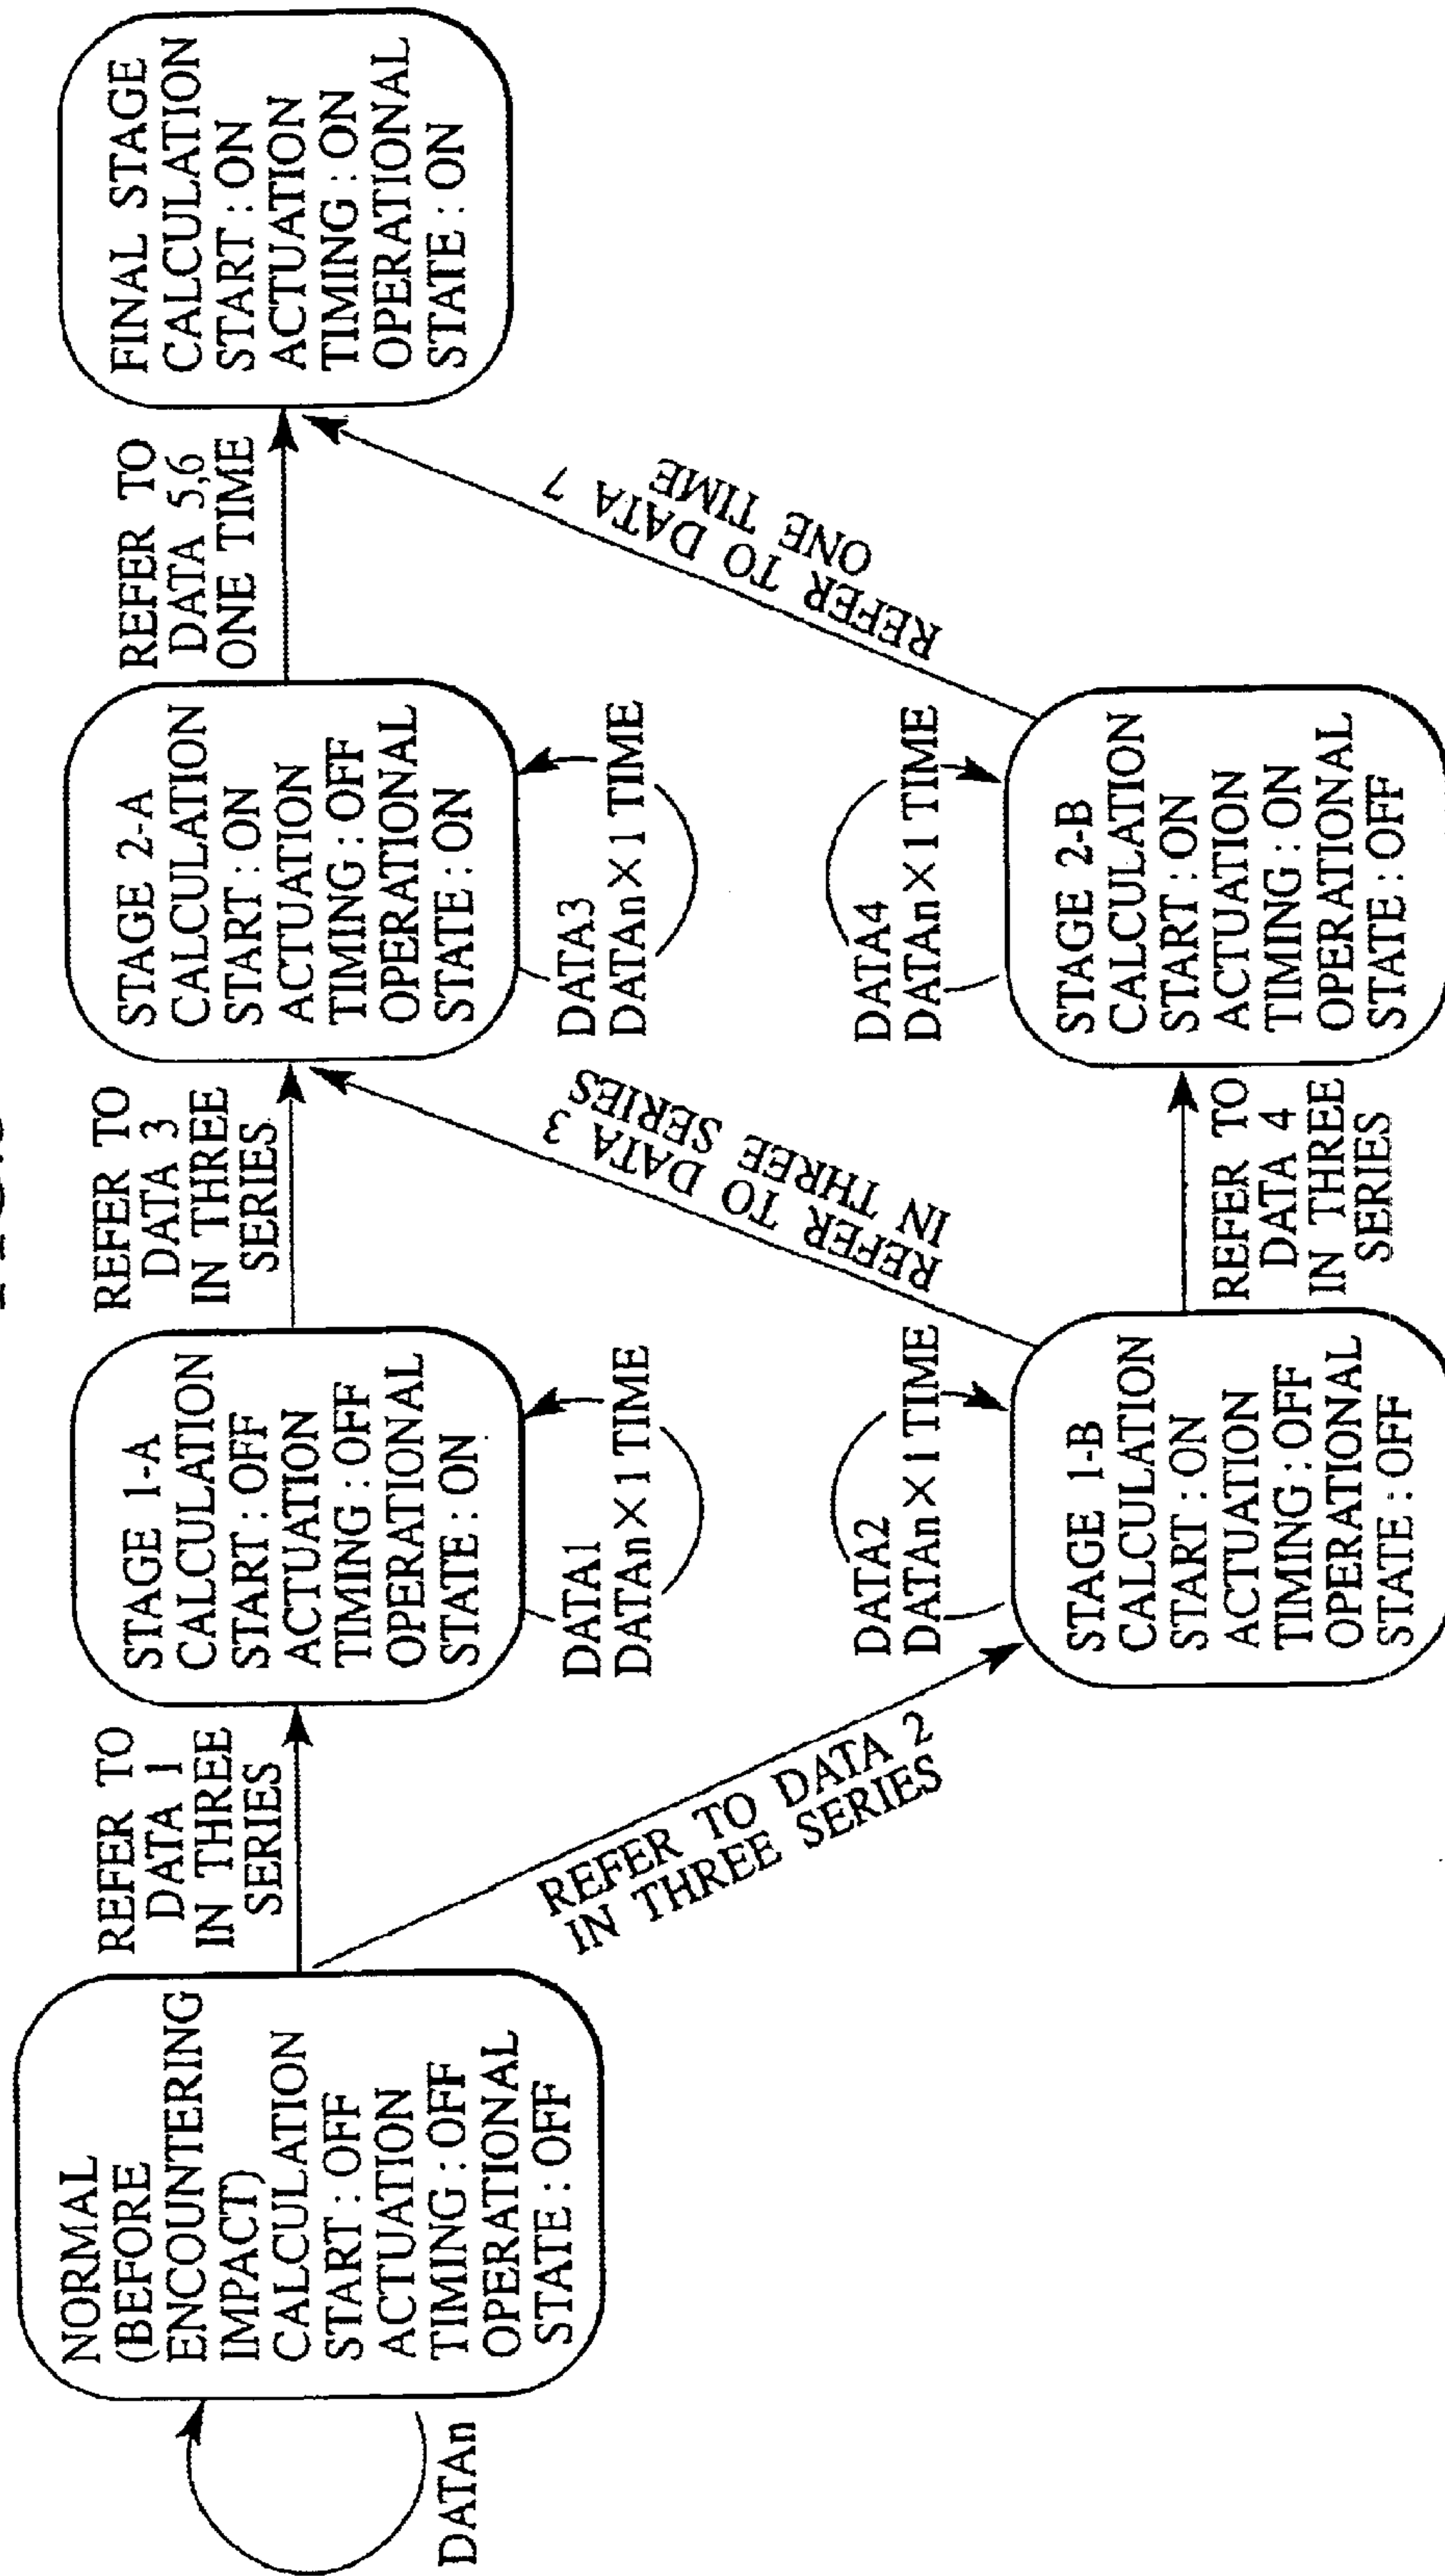 NORMAL
(BEFORE
ENCOUNTERING
IMPACT)
CALCULATION
START : OFF
ACTUATION
TIMING : OFF
OPERATIONAL
STATE : OFF
DATAn
REFER TO
DATA 1
IN THREE
SERIES
REFER TO DATA 2
IN THREE SERIES
STAGE 1-A
CALCULATION
START : OFF
ACTUATION
TIMING : OFF
OPERATIONAL
STATE : ON
DATA1
DATAn×1 TIME
DATA2
DATAn×1 TIME
STAGE 1-B
CALCULATION
START : ON
ACTUATION
TIMING : OFF
OPERATIONAL
STATE : OFF
REFER TO
DATA 3
IN THREE
SERIES
REFER TO DATA 3
IN THREE SERIES
REFER TO
DATA 4
IN THREE
SERIES
STAGE 2-A
CALCULATION
START : ON
ACTUATION
TIMING : OFF
OPERATIONAL
STATE : ON
DATA3
DATAn×1 TIME
DATA4
DATAn×1 TIME
STAGE 2-B
CALCULATION
START : ON
ACTUATION
TIMING : ON
OPERATIONAL
STATE : OFF
REFER TO
DATA 5,6
ONE TIME
REFER TO DATA 7
ONE TIME
FINAL STAGE
CALCULATION
START : ON
ACTUATION
TIMING : ON
OPERATIONAL
STATE : ON